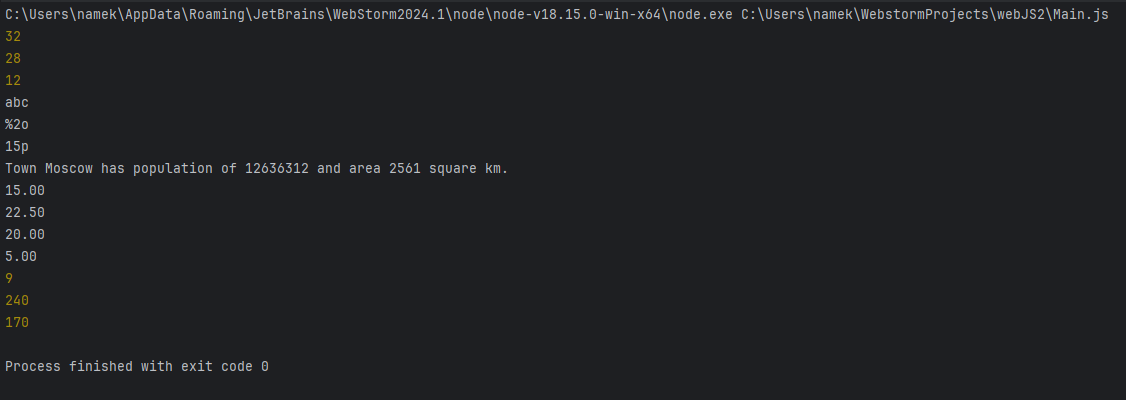 C:\Users\namek\AppData\Roaming\JetBrains\WebStorm2024.1\node\node-v18.15.0-win-x64\node.exe C:\Users\namek\WebstormProjects\webJS2\Main.js
32
28
12
abc
%2o
15p
Town Moscow has population of 12636312 and area 2561 square km.
15.00
22.50
20.00
5.00
9
240
170
Process finished with exit code 0